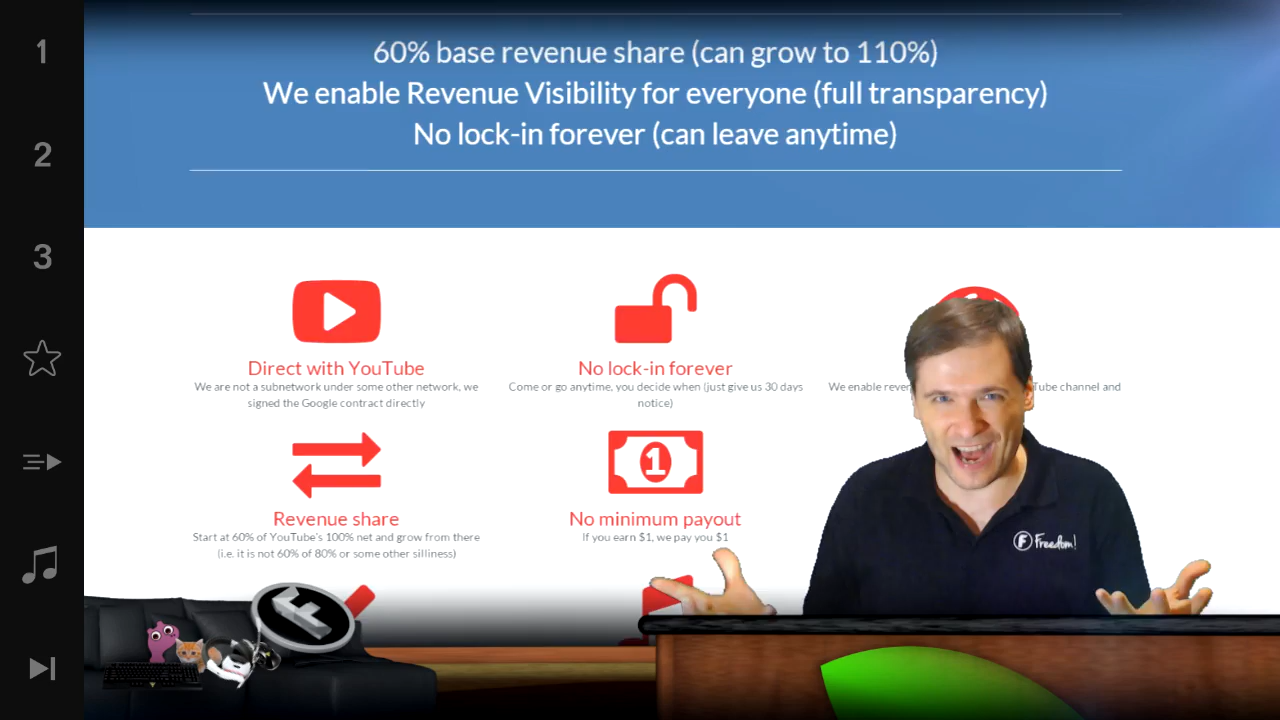 1
2
3
60% base revenue share (can grow to 110%)
We enable Revenue Visibility for everyone (full transparency)
No lock-in forever (can leave anytime)
Direct with YouTube
We are not a subnetwork under some other network, we
signed the Google contract directly
No lock-in forever
Come or go anytime, you decide when (just give us 30 days
notice)
We enable
channel and
Revenue share
Start at 60% of YouTube's 100% net and grow from there
(i.e. it is not 60% of 80% or some other silliness)
No minimum payout
1
If you earn $1, we pay you $1
F Freedom!
F